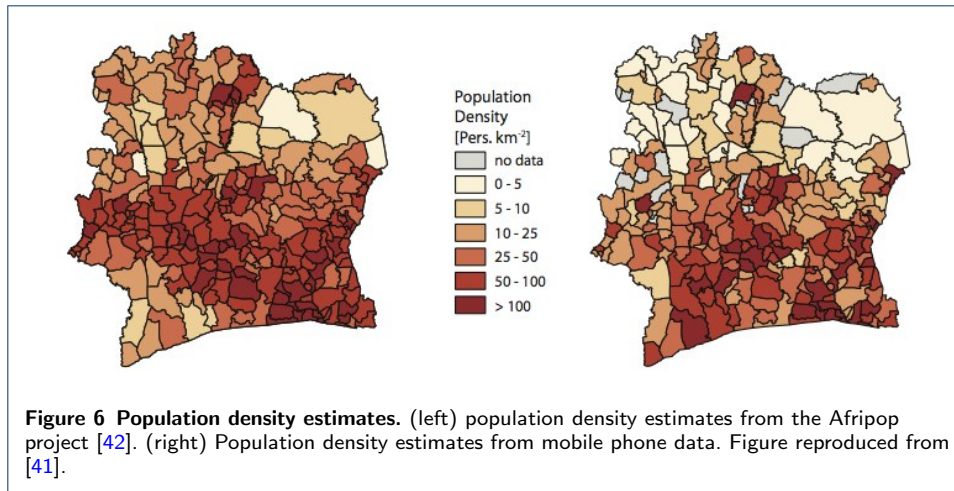 Population
Density
[Pers. km⁻²]
no data
0 - 5
5 - 10
10 - 25
25 - 50
50 - 100
> 100
Figure 6 Population density estimates. (left) population density estimates from the Afripop
project [42]. (right) Population density estimates from mobile phone data. Figure reproduced from
[41].